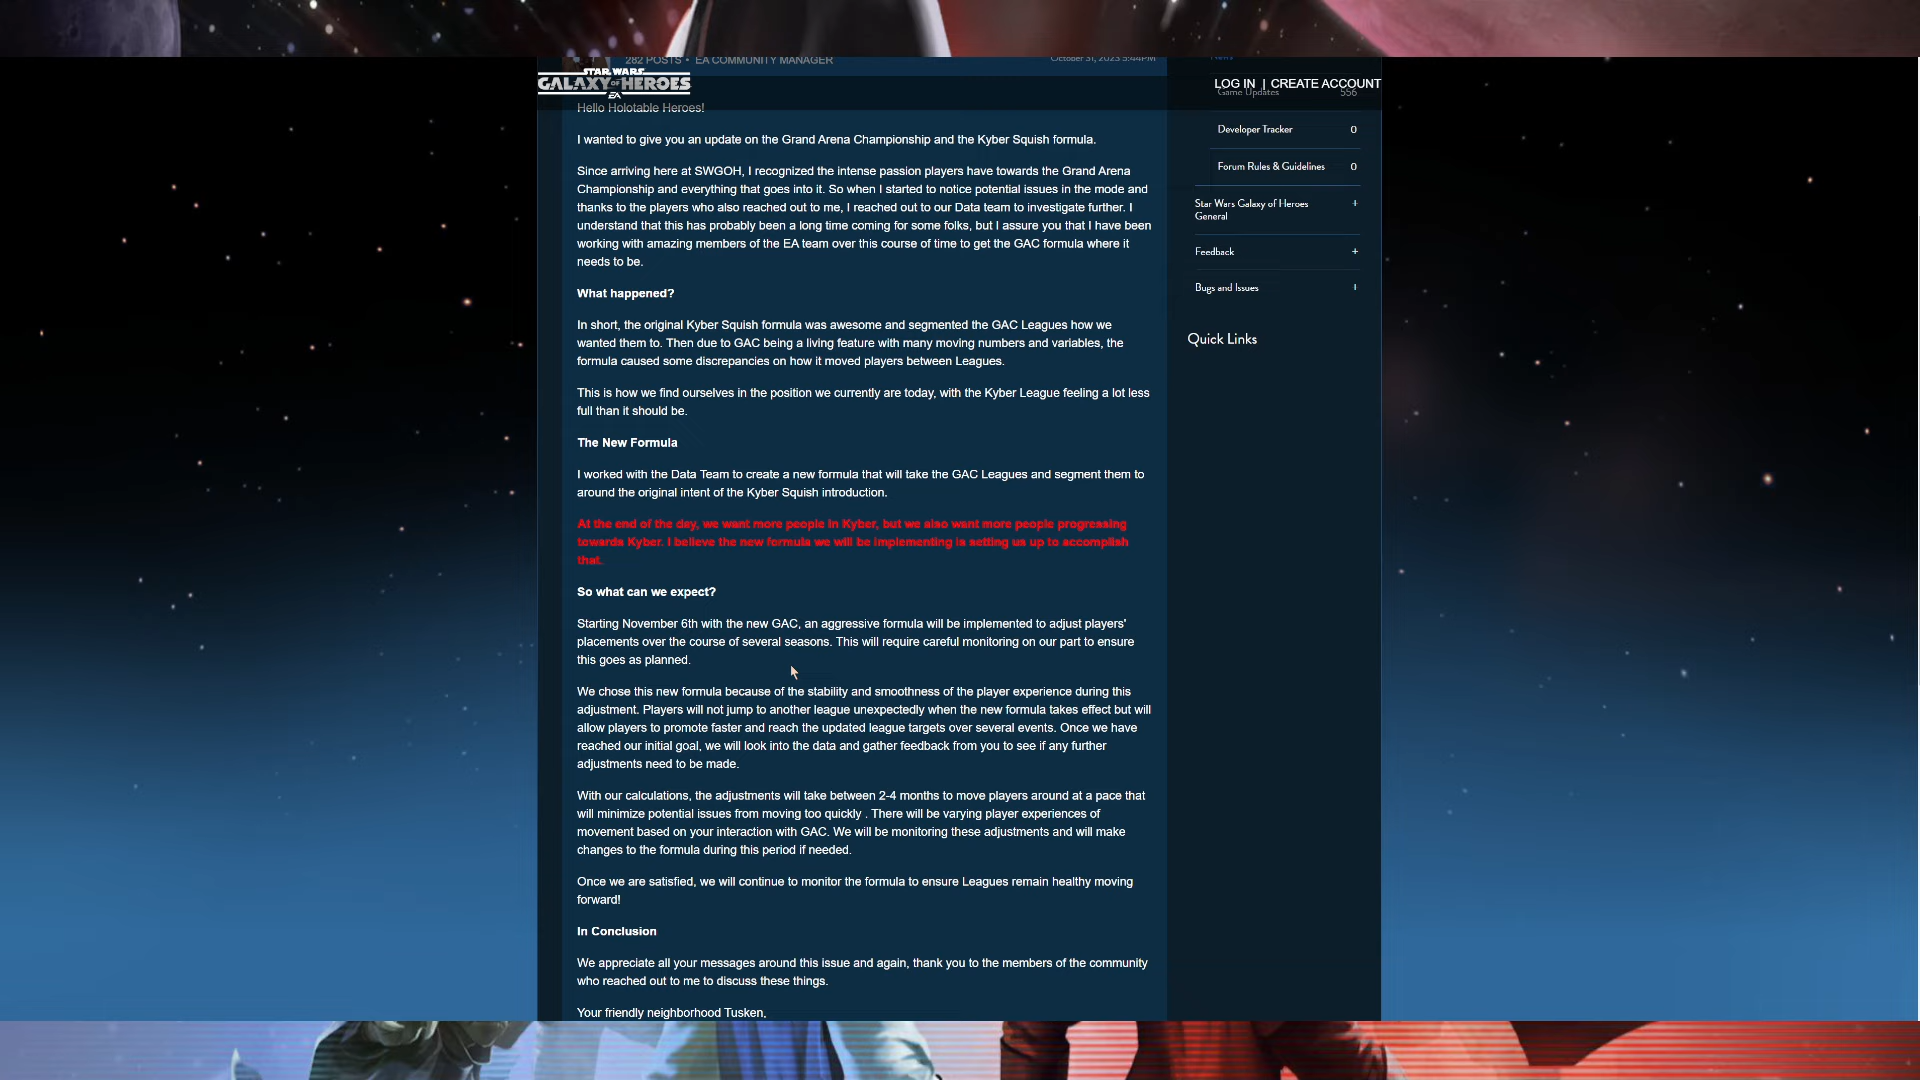 282 POSTS • EA COMMUNITY MANAGER
October 31, 2023 5:44PM
STAR WARS
GALAXY OF HEROES
EA
LOG IN | CREATE ACCOUNT
Game Updates 556
Hello Holotable Heroes!
I wanted to give you an update on the Grand Arena Championship and the Kyber Squish formula.
Since arriving here at SWGOH, I recognized the intense passion players have towards the Grand Arena
Championship and everything that goes into it. So when I started to notice potential issues in the mode and
thanks to the players who also reached out to me, I reached out to our Data team to investigate further. I
understand that this has probably been a long time coming for some folks, but I assure you that I have been
working with amazing members of the EA team over this course of time to get the GAC formula where it
needs to be.
What happened?
In short, the original Kyber Squish formula was awesome and segmented the GAC Leagues how we
wanted them to. Then due to GAC being a living feature with many moving numbers and variables, the
formula caused some discrepancies on how it moved players between Leagues.
This is how we find ourselves in the position we currently are today, with the Kyber League feeling a lot less
full than it should be.
The New Formula
I worked with the Data Team to create a new formula that will take the GAC Leagues and segment them to
around the original intent of the Kyber Squish introduction.
At the end of the day, we want more people in Kyber, but we also want more people progressing
towards Kyber. I believe the new formula we will be implementing is setting us up to accomplish
that.
So what can we expect?
Starting November 6th with the new GAC, an aggressive formula will be implemented to adjust players'
placements over the course of several seasons. This will require careful monitoring on our part to ensure
this goes as planned.
We chose this new formula because of the stability and smoothness of the player experience during this
adjustment. Players will not jump to another league unexpectedly when the new formula takes effect but will
allow players to promote faster and reach the updated league targets over several events. Once we have
reached our initial goal, we will look into the data and gather feedback from you to see if any further
adjustments need to be made.
With our calculations, the adjustments will take between 2-4 months to move players around at a pace that
will minimize potential issues from moving too quickly . There will be varying player experiences of
movement based on your interaction with GAC. We will be monitoring these adjustments and will make
changes to the formula during this period if needed.
Once we are satisfied, we will continue to monitor the formula to ensure Leagues remain healthy moving
forward!
In Conclusion
We appreciate all your messages around this issue and again, thank you to the members of the community
who reached out to me to discuss these things.
Your friendly neighborhood Tusken,
Developer Tracker 0
Forum Rules & Guidelines 0
Star Wars Galaxy of Heroes +
General
Feedback +
Bugs and Issues +
Quick Links